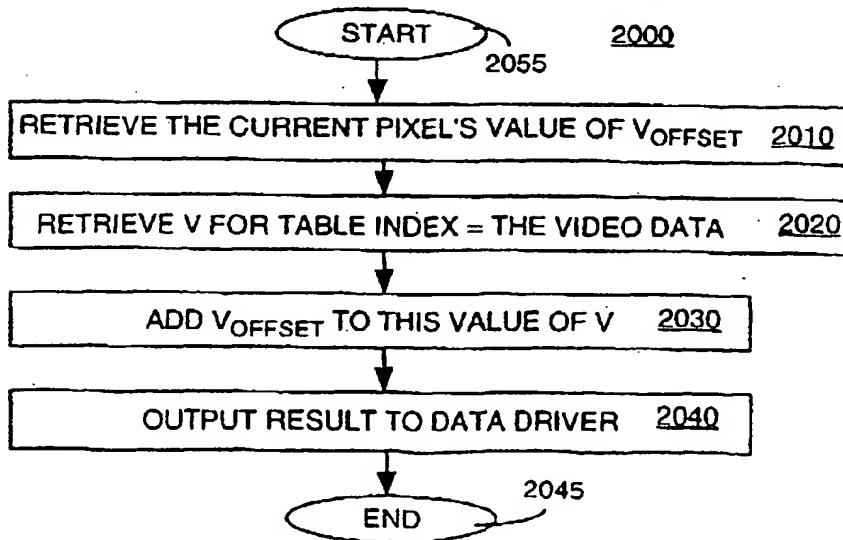 START
2000
2055
RETRIEVE THE CURRENT PIXEL'S VALUE OF VOFFSET 2010
RETRIEVE V FOR TABLE INDEX = THE VIDEO DATA 2020
ADD VOFFSET TO THIS VALUE OF V 2030
OUTPUT RESULT TO DATA DRIVER 2040
2045
END